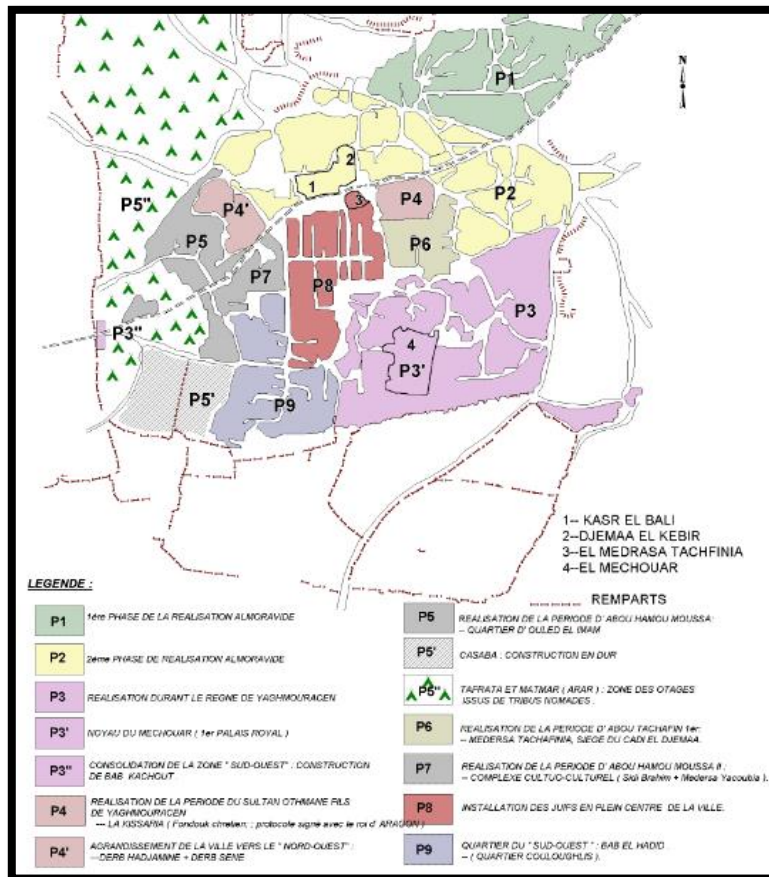 N
P1
2
1
P5"
P4'
3
P4
P2
P5
P6
P7
P8
P3
P3"
4
P3'
P5'
P9
1-- KASR EL BALI
2--DJEMAA EL KEBIR
3--EL MEDRASA TACHFINIA
4--EL MECHOUAR
REMPARTS
LEGENDE :
P1 1ére PHASE DE LA REALISATION ALMORAVIDE
P2 2éme PHASE DE REALISATION ALMORAVIDE
P3 REALISATION DURANT LE REGNE DE YAGHMOURACEN
P3' NOYAU DU MECHOUAR ( 1er PALAIS ROYAL )
P3" CONSOLIDATION DE LA ZONE " SUD-OUEST" : CONSTRUCTION
DE BAB KACHOUT
P4 REALISATION DE LA PERIODE DU SULTAN OTHMANE FILS
DE YAGHMOURACEN
--- LA KISSARIA ( Fondouk chretien; : protocole signé avec le roi d' ARAGON )
P4' AGRANDISSEMENT DE LA VILLE VERS LE " NORD-OUEST" :
---DERB HADJAMINE + DERB SENE
P5 REALISATION DE LA PERIODE D' ABOU HAMOU MOUSSA:
-- QUARTIER D' OULED EL IMAM
P5' CASABA : CONSTRUCTION EN DUR
P5" TAFRATA ET MATMAR ( ARAR ) : ZONE DES OTAGES
ISSUS DE TRIBUS NOMADES .
P6 REALISATION DE LA PERIODE D' ABOU TACHAFIN 1er:
-- MEDERSA TACHAFINIA, SIEGE DU CADI EL DJEMAA.
P7 REALISATION DE LA PERIODE D' ABOU HAMOU MOUSSA II :
-- COMPLEXE CULTUO-CULTUREL ( Sidi Brahim + Medersa Yacoubia ).
P8 INSTALLATION DES JUIFS EN PLEIN CENTRE DE LA VILLE.
P9 QUARTIER DU "SUD-OUEST" : BAB EL HADID
-- ( QUARTIER COULOUGHLIS ).